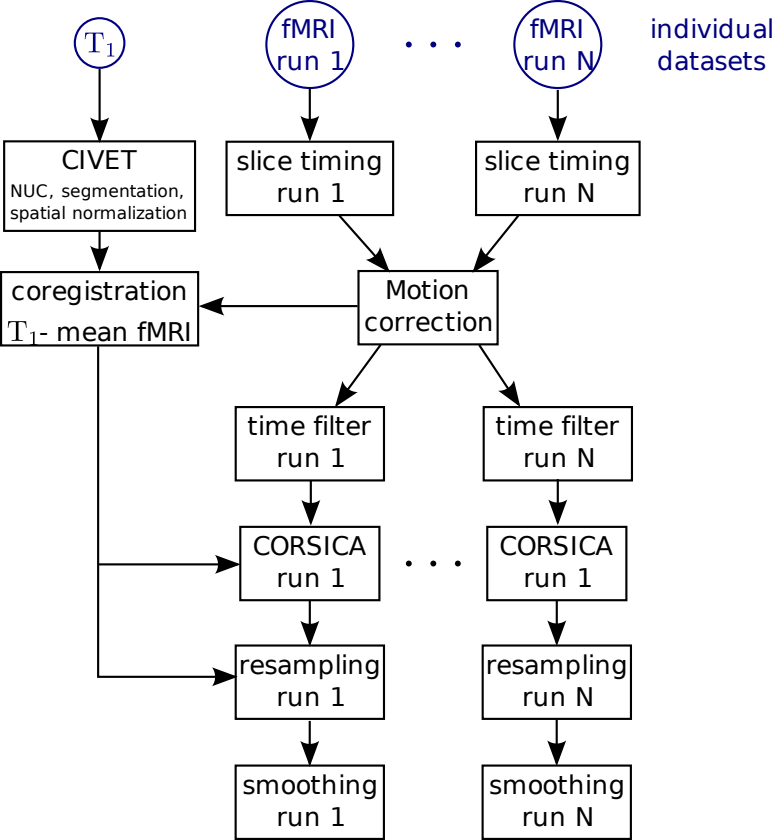 T1
fMRI
run 1
. . .
fMRI
run N
individual
datasets
CIVET
NUC, segmentation,
spatial normalization
slice timing
run 1
slice timing
run N
coregistration
T1- mean fMRI
Motion
correction
time filter
run 1
time filter
run N
CORSICA
run 1
. . .
CORSICA
run 1
resampling
run 1
resampling
run N
smoothing
run 1
smoothing
run N